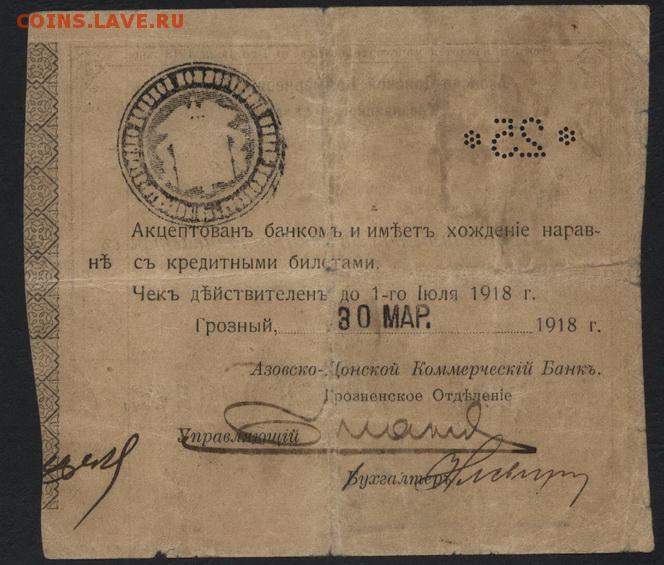 COINS.LAVE.RU
* 25 *
Акцептованъ банкомъ и имѣетъ хожденіе нарав-
нѣ съ кредитными билетами.
Чекъ дѣйствителенъ до 1-го Іюля 1918 г.
Грозный, 30 МАР. 1918 г.
Азовско-Донской Коммерческій Банкъ.
Грозненское Отдѣленіе
Управляющій
Бухгалтеръ